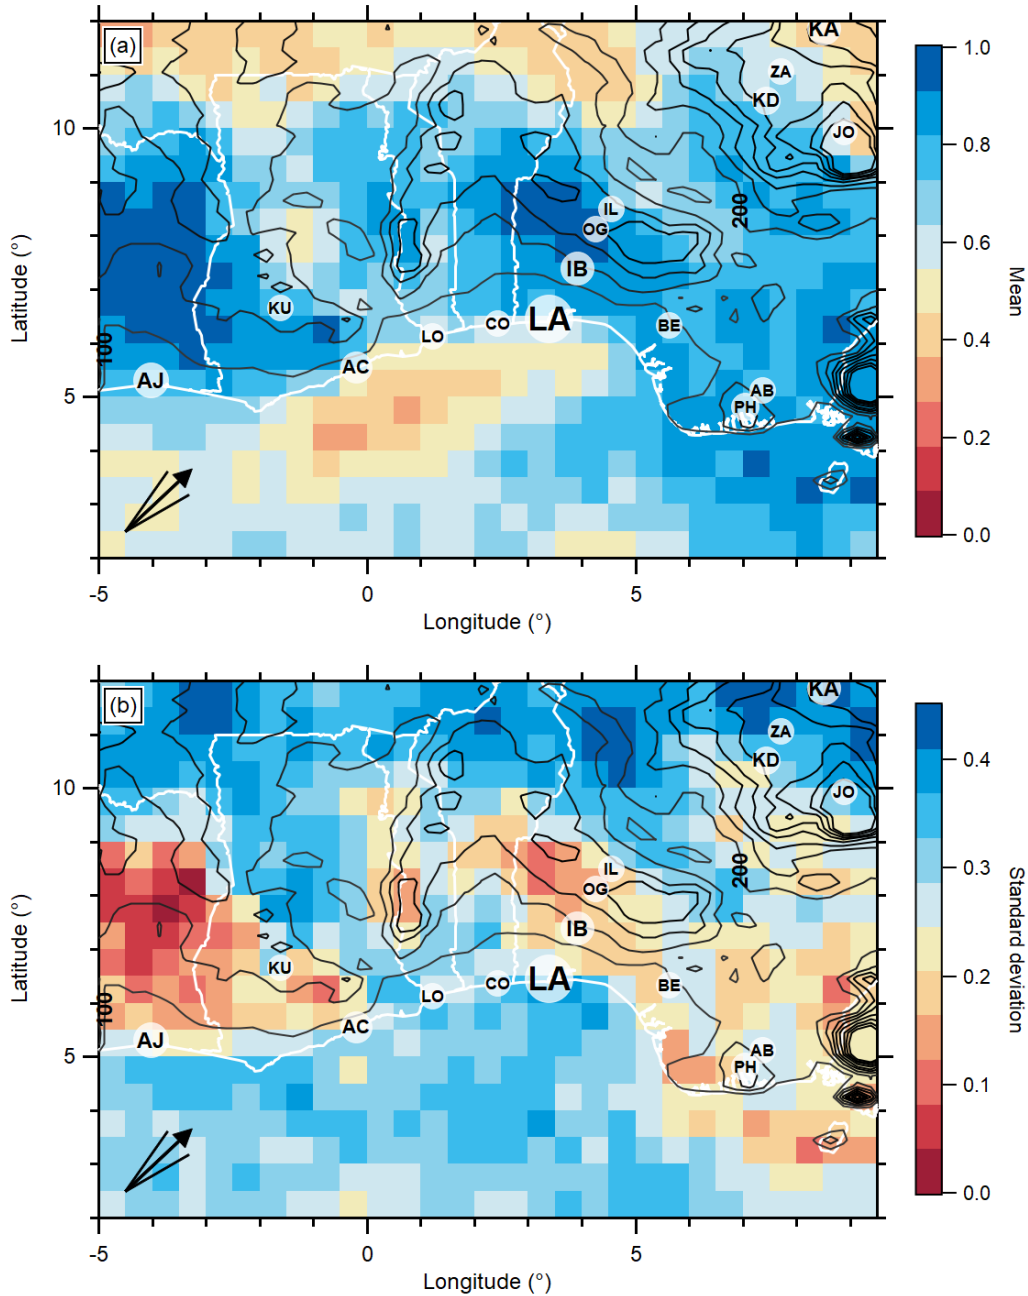 (a)
KA
ZA
KD
JO
10
200
IL
OG
IB
KU
LA
CO
LO
BE
100
AC
AJ
AB
PH
5
-5
0
5
Latitude (°)
Longitude (°)
1.0
0.8
0.6
0.4
0.2
0.0
Mean
(b)
KA
ZA
KD
JO
10
200
IL
OG
IB
KU
LA
CO
LO
BE
100
AC
AJ
AB
PH
5
-5
0
5
Latitude (°)
Longitude (°)
0.4
0.3
0.2
0.1
0.0
Standard deviation